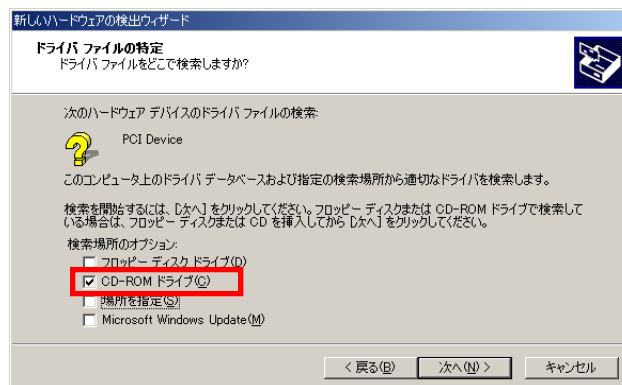 新しいハードウェアの検出ウィザード
ドライバ ファイルの特定
ドライバ ファイルをどこで検索しますか?
次のハードウェア デバイスのドライバ ファイルの検索:
PCI Device
このコンピュータ上のドライバ データベースおよび指定の検索場所から適切なドライバを検索します。
検索を開始するには、[次へ] をクリックしてください。フロッピー ディスクまたは CD-ROM ドライブで検索して
いる場合は、フロッピー ディスクまたは CD を挿入してから [次へ] をクリックしてください。
検索場所のオプション:
フロッピー ディスク ドライブ(D)
CD-ROM ドライブ(C)
場所を指定(S)
Microsoft Windows Update(M)
< 戻る(B) 次へ(N) > キャンセル